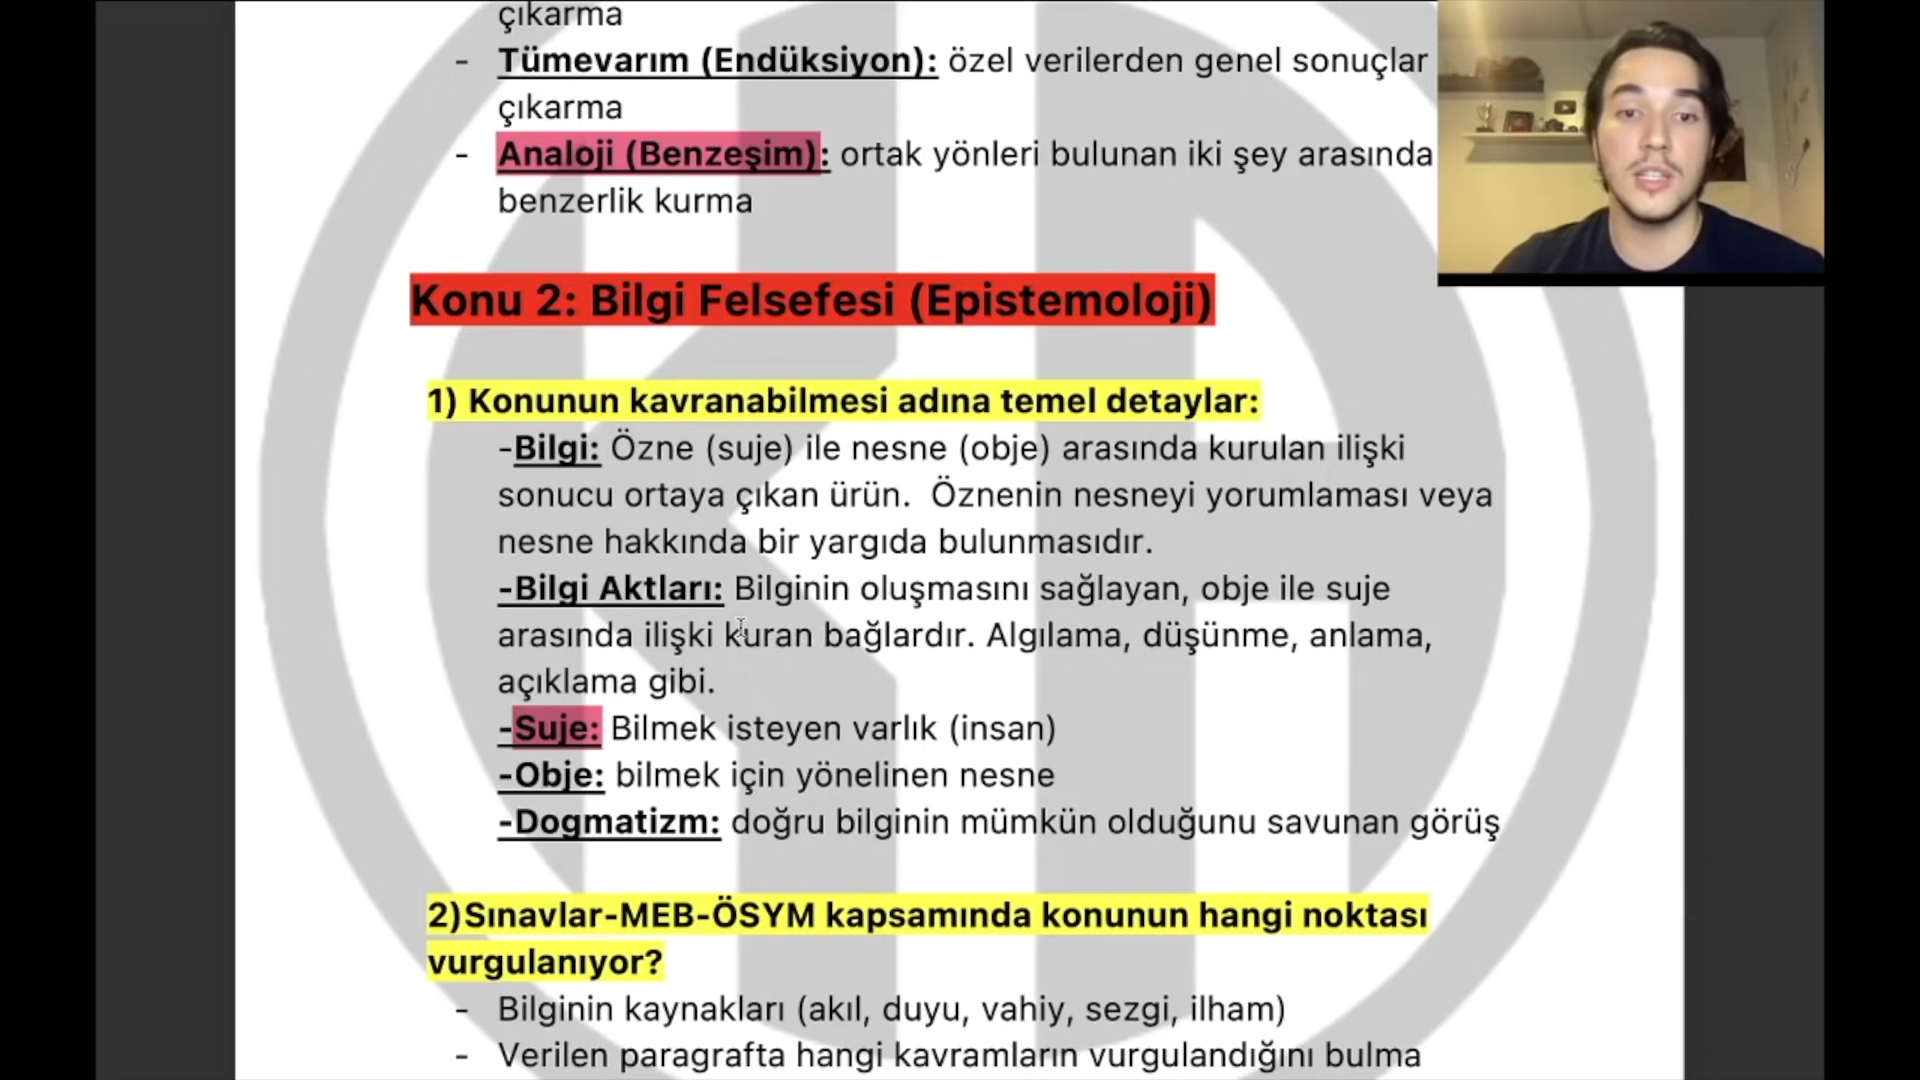 çıkarma
- Tümevarım (Endüksiyon): özel verilerden genel sonuçlar
çıkarma
- Analoji (Benzeşim): ortak yönleri bulunan iki şey arasında
benzerlik kurma
Konu 2: Bilgi Felsefesi (Epistemoloji)
1) Konunun kavranabilmesi adına temel detaylar:
-Bilgi: Özne (suje) ile nesne (obje) arasında kurulan ilişki
sonucu ortaya çıkan ürün. Öznenin nesneyi yorumlaması veya
nesne hakkında bir yargıda bulunmasıdır.
-Bilgi Aktları: Bilginin oluşmasını sağlayan, obje ile suje
arasında ilişki kuran bağlardır. Algılama, düşünme, anlama,
açıklama gibi.
-Suje: Bilmek isteyen varlık (insan)
-Obje: bilmek için yönelinen nesne
-Dogmatizm: doğru bilginin mümkün olduğunu savunan görüş
2)Sınavlar-MEB-ÖSYM kapsamında konunun hangi noktası
vurgulanıyor?
- Bilginin kaynakları (akıl, duyu, vahiy, sezgi, ilham)
- Verilen paragrafta hangi kavramların vurgulandığını bulma